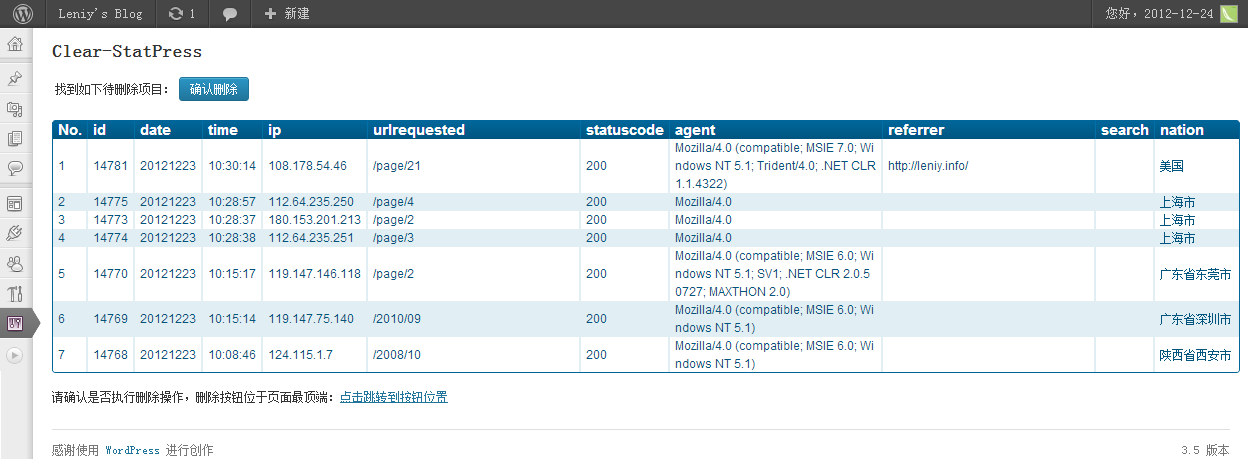 Leniy's Blog 1 新建 您好，2012-12-24
Clear-StatPress
找到如下待删除项目： 确认删除
No. id date time ip urlrequested statuscode agent referrer search nation
1 14781 20121223 10:30:14 108.178.54.46 /page/21 200 Mozilla/4.0 (compatible; MSIE 7.0; Wi http://leniy.info/ 美国
ndows NT 5.1; Trident/4.0; .NET CLR
1.1.4322)
2 14775 20121223 10:28:57 112.64.235.250 /page/4 200 Mozilla/4.0 上海市
3 14773 20121223 10:28:37 180.153.201.213 /page/2 200 Mozilla/4.0 上海市
4 14774 20121223 10:28:38 112.64.235.251 /page/3 200 Mozilla/4.0 上海市
5 14770 20121223 10:15:17 119.147.146.118 /page/2 200 Mozilla/4.0 (compatible; MSIE 6.0; Wi 广东省东莞市
ndows NT 5.1; SV1; .NET CLR 2.0.5
0727; MAXTHON 2.0)
6 14769 20121223 10:15:14 119.147.75.140 /2010/09 200 Mozilla/4.0 (compatible; MSIE 6.0; Wi 广东省深圳市
ndows NT 5.1)
7 14768 20121223 10:08:46 124.115.1.7 /2008/10 200 Mozilla/4.0 (compatible; MSIE 6.0; Wi 陕西省西安市
ndows NT 5.1)
请确认是否执行删除操作，删除按钮位于页面最顶端：点击跳转到按钮位置
感谢使用 WordPress 进行创作 3.5 版本